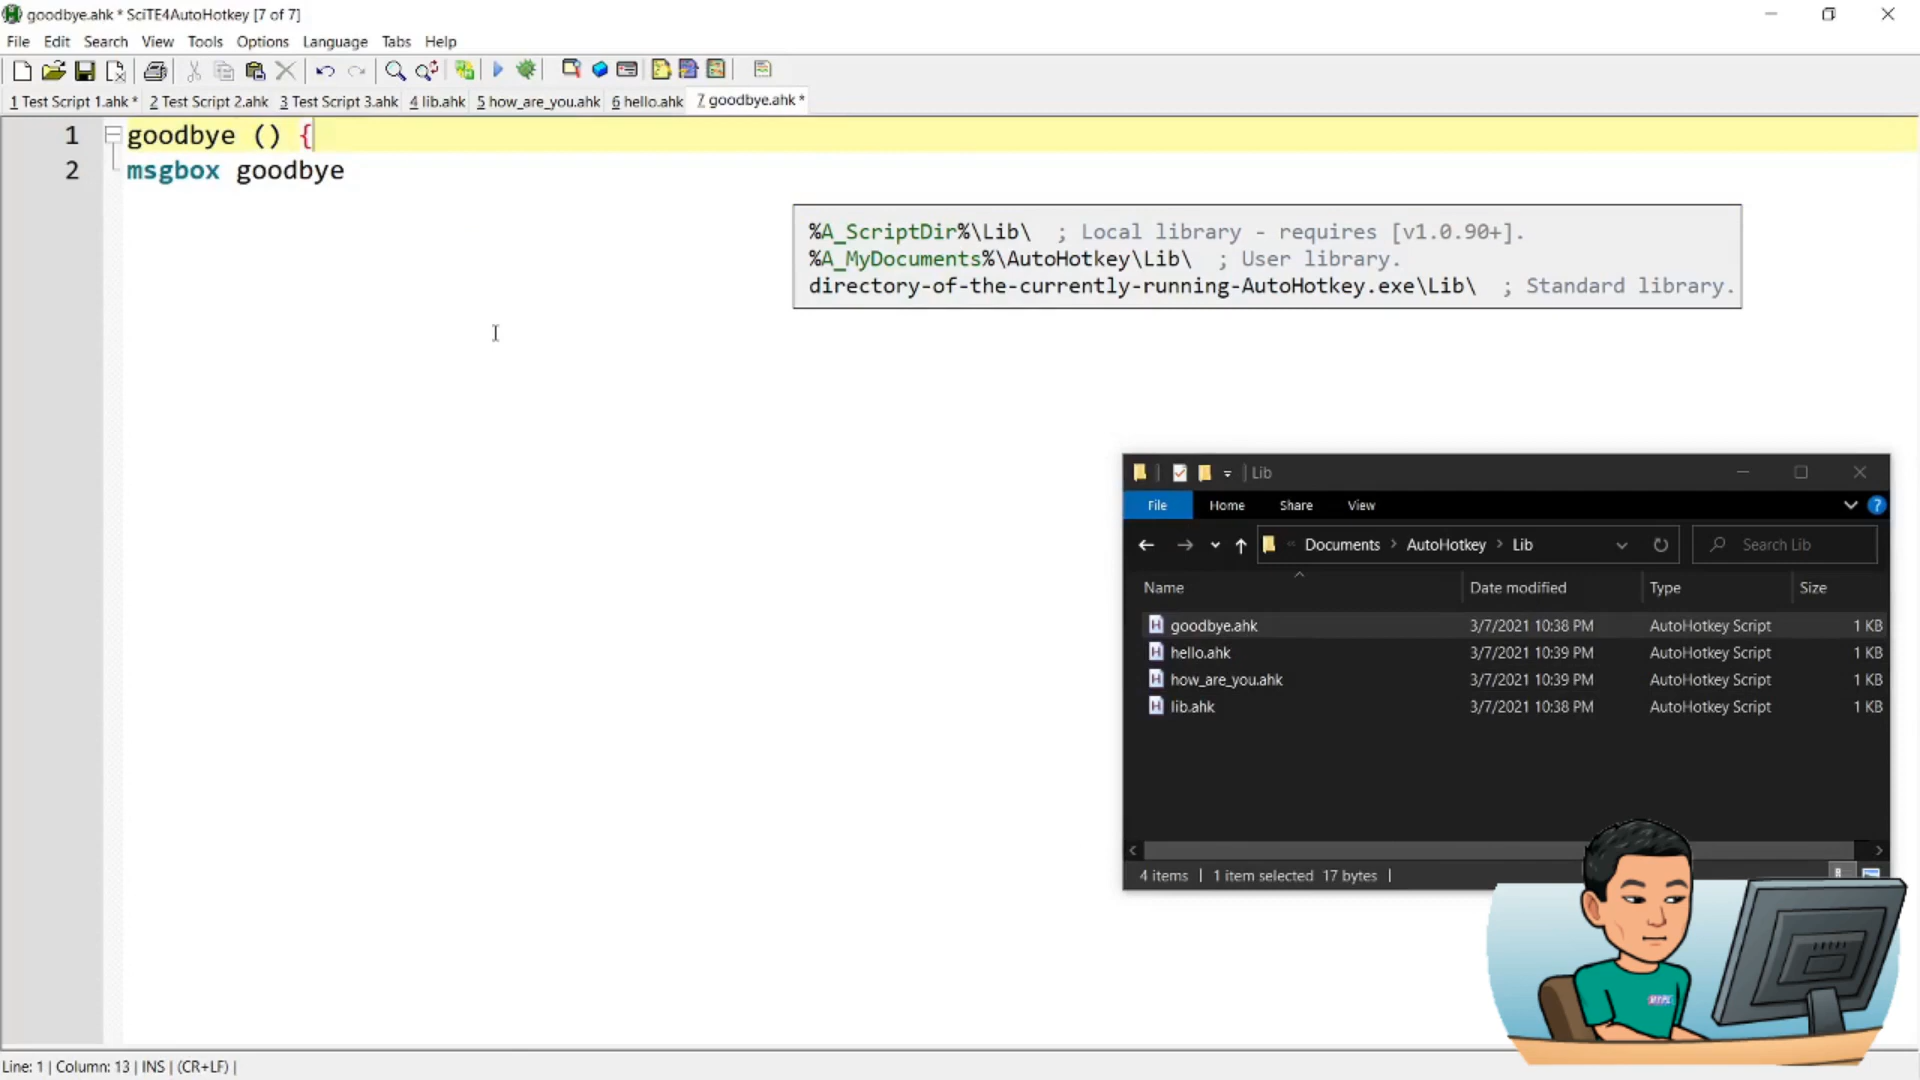 goodbye.ahk * SciTE4AutoHotkey [7 of 7]
File Edit Search View Tools Options Language Tabs Help
1 Test Script 1.ahk * 2 Test Script 2.ahk 3 Test Script 3.ahk 4 lib.ahk 5 how_are_you.ahk 6 hello.ahk 7 goodbye.ahk *
1 goodbye () {
2 msgbox goodbye
%A_ScriptDir%\Lib\ ; Local library - requires [v1.0.90+].
%A_MyDocuments%\AutoHotkey\Lib\ ; User library.
directory-of-the-currently-running-AutoHotkey.exe\Lib\ ; Standard library.
Lib
File Home Share View
« Documents > AutoHotkey > Lib Search Lib
Name Date modified Type Size
goodbye.ahk 3/7/2021 10:38 PM AutoHotkey Script 1 KB
hello.ahk 3/7/2021 10:39 PM AutoHotkey Script 1 KB
how_are_you.ahk 3/7/2021 10:39 PM AutoHotkey Script 1 KB
lib.ahk 3/7/2021 10:38 PM AutoHotkey Script 1 KB
4 items | 1 item selected 17 bytes |
Line: 1 | Column: 13 | INS | (CR+LF) |